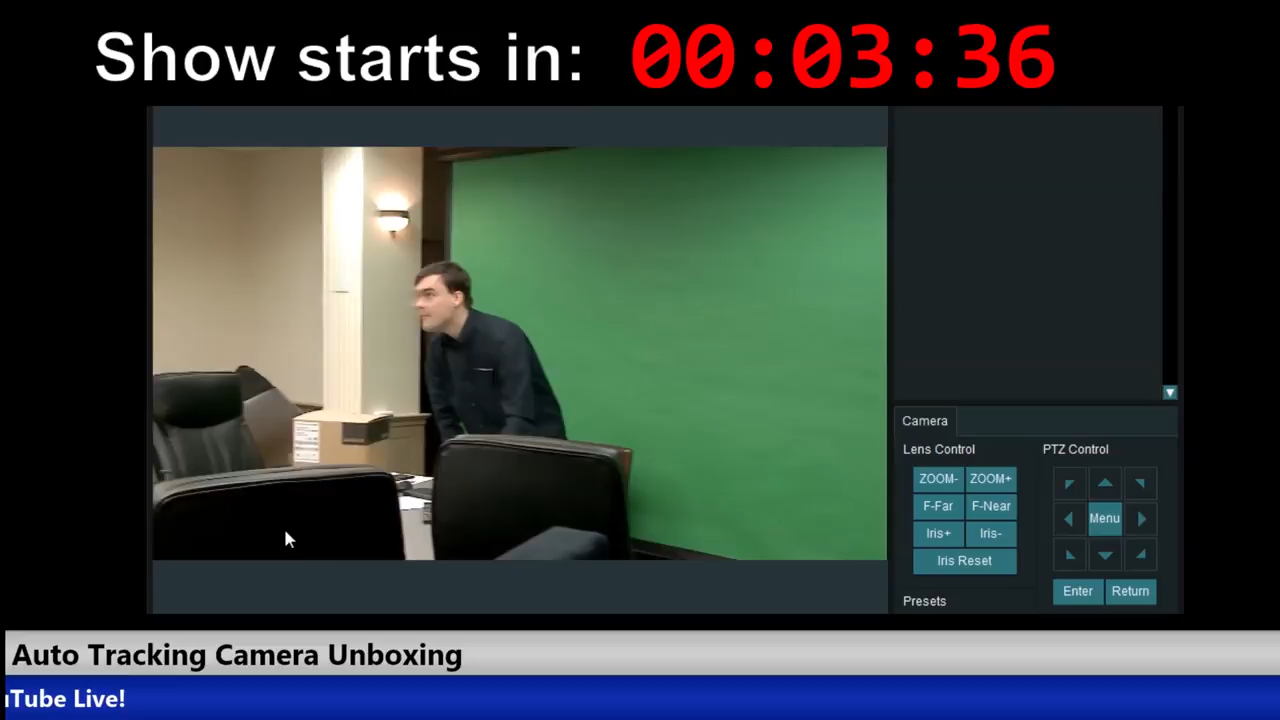 Show starts in: 00:03:36
Camera
Lens Control
PTZ Control
ZOOM-
ZOOM+
F-Far
F-Near
Menu
Iris+
Iris-
Iris Reset
Enter
Return
Presets
Auto Tracking Camera Unboxing
uTube Live!